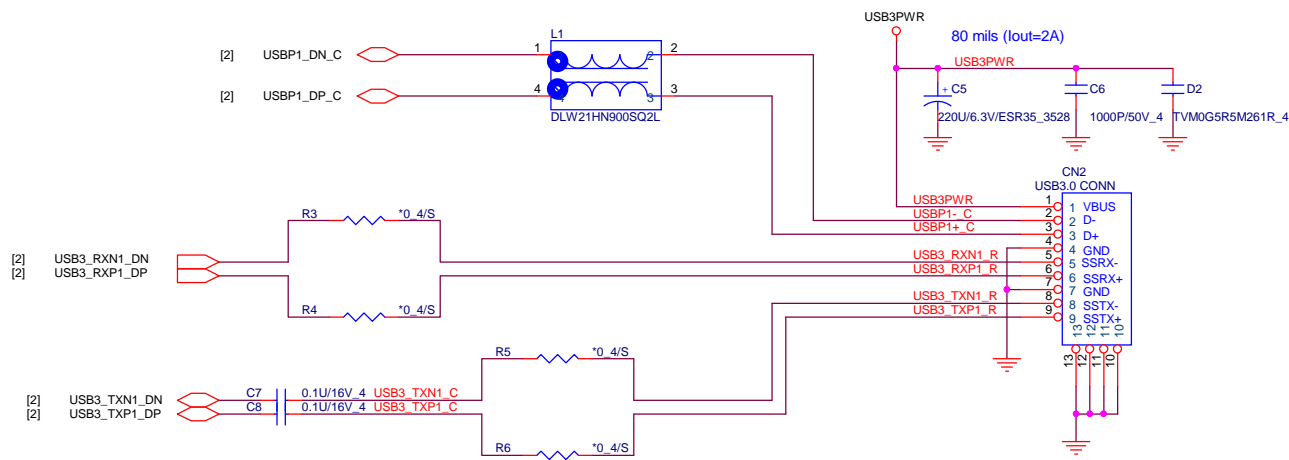 USB3PWR
L1
80 mils (Iout=2A)
[2] USBP1_DN_C 1 2 2
USB3PWR
[2] USBP1_DP_C 4 4 3 3
+ C5 C6 D2
DLW21HN900SQ2L
220U/6.3V/ESR35_3528 1000P/50V_4 TVM0G5R5M261R_4
CN2
USB3.0 CONN
USB3PWR 1 1 VBUS
USBP1-_C 2 2 D-
USBP1+_C 3 3 D+
R3 *0_4/S
4 4 GND
[2] USB3_RXN1_DN USB3_RXN1_R 5 5 SSRX-
[2] USB3_RXP1_DP USB3_RXP1_R 6 6 SSRX+
7 7 GND
USB3_TXN1_R 8 8 SSTX-
R4 *0_4/S
USB3_TXP1_R 9 9 SSTX+
13 12 11 10
13 12 11 10
R5 *0_4/S
[2] USB3_TXN1_DN C7 0.1U/16V_4 USB3_TXN1_C
[2] USB3_TXP1_DP C8 0.1U/16V_4 USB3_TXP1_C
R6 *0_4/S